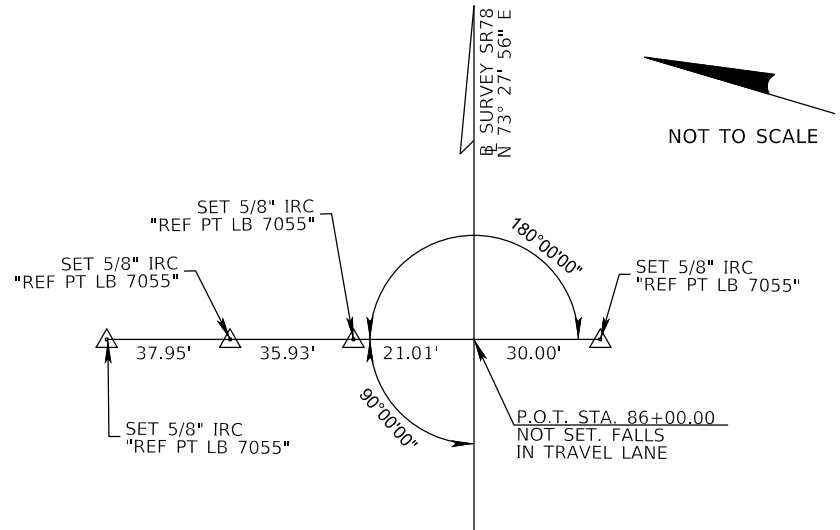 B SURVEY SR78
L N 73° 27' 56" E
NOT TO SCALE
SET 5/8" IRC
"REF PT LB 7055"
180°00'00"
SET 5/8" IRC
"REF PT LB 7055"
SET 5/8" IRC
"REF PT LB 7055"
37.95' 35.93' 21.01' 30.00'
90°00'00"
SET 5/8" IRC
"REF PT LB 7055"
P.O.T. STA. 86+00.00
NOT SET. FALLS
IN TRAVEL LANE